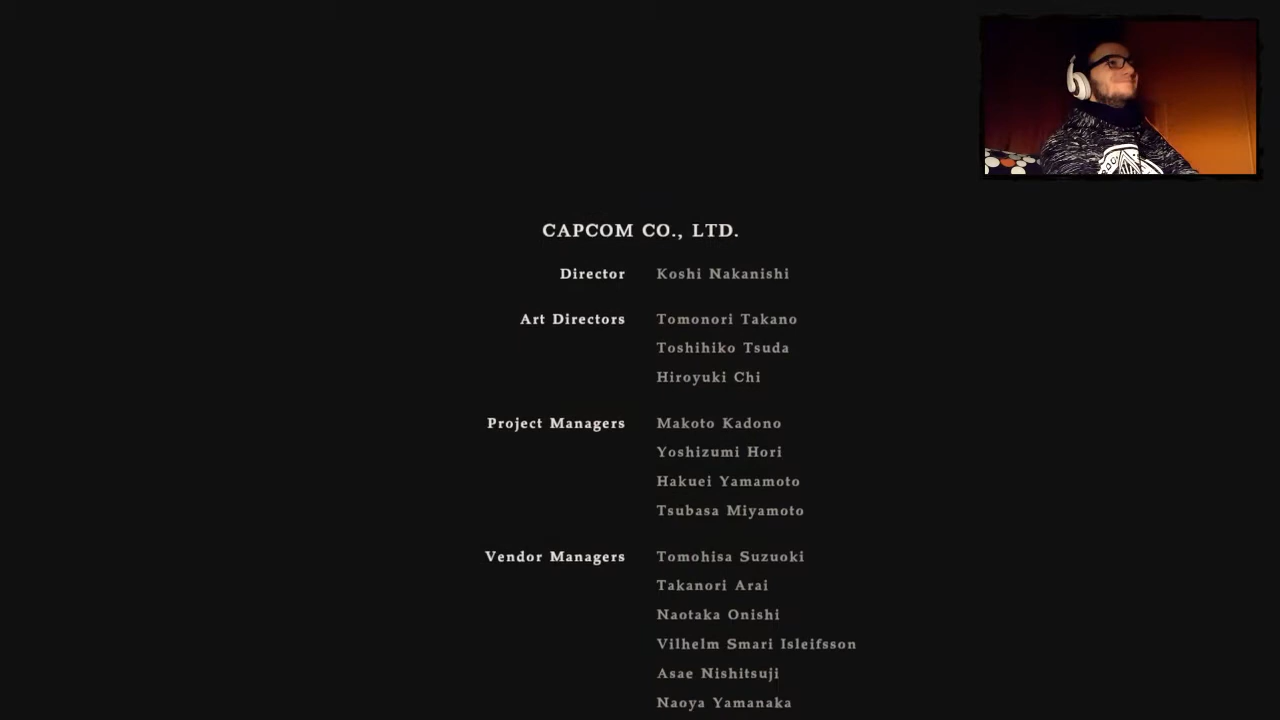 CAPCOM CO., LTD.
Director Koshi Nakanishi
Art Directors Tomonori Takano
Toshihiko Tsuda
Hiroyuki Chi
Project Managers Makoto Kadono
Yoshizumi Hori
Hakuei Yamamoto
Tsubasa Miyamoto
Vendor Managers Tomohisa Suzuoki
Takanori Arai
Naotaka Onishi
Vilhelm Smari Isleifsson
Asae Nishitsuji
Naoya Yamanaka